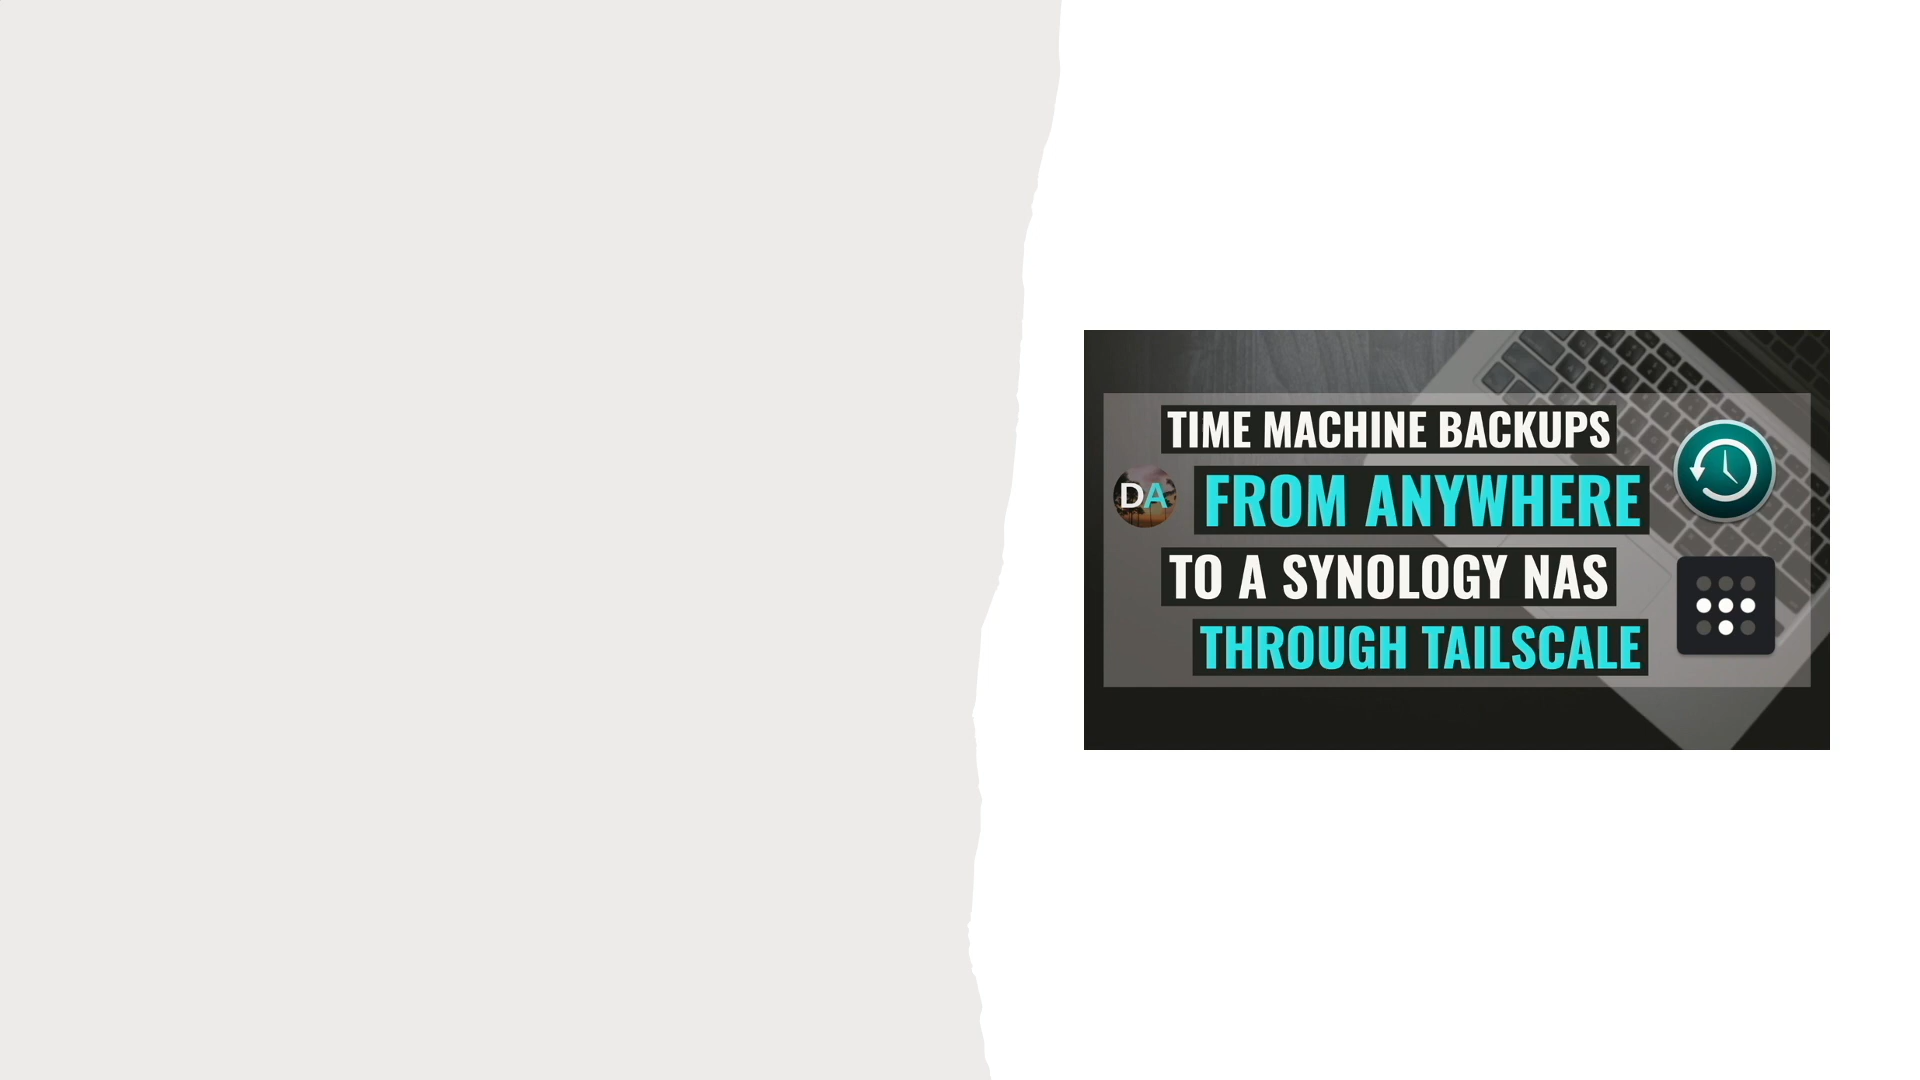 TIME MACHINE BACKUPS
DA FROM ANYWHERE
TO A SYNOLOGY NAS
THROUGH TAILSCALE